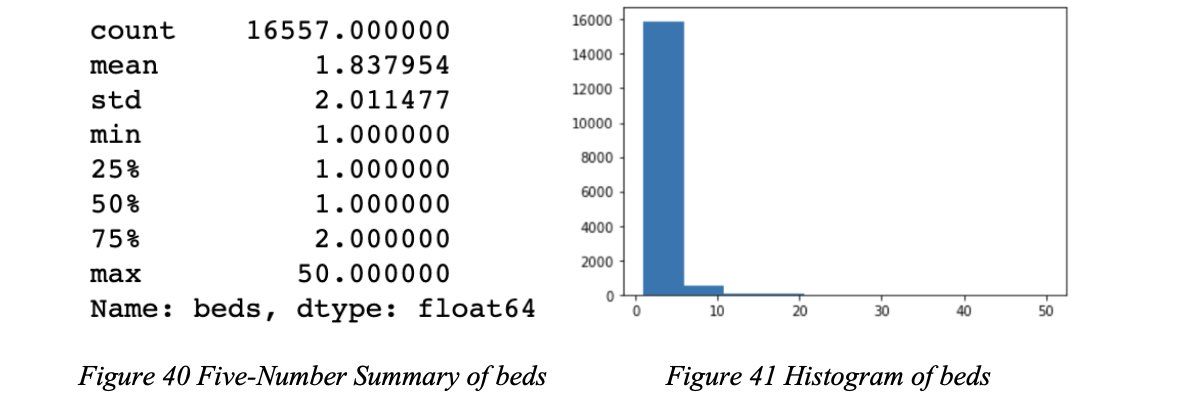 count 16557.000000
mean 1.837954
std 2.011477
min 1.000000
25% 1.000000
50% 1.000000
75% 2.000000
max 50.000000
Name: beds, dtype: float64
Figure 40 Five-Number Summary of beds
16000
14000
12000
10000
8000
6000
4000
2000
0
0 10 20 30 40 50
Figure 41 Histogram of beds